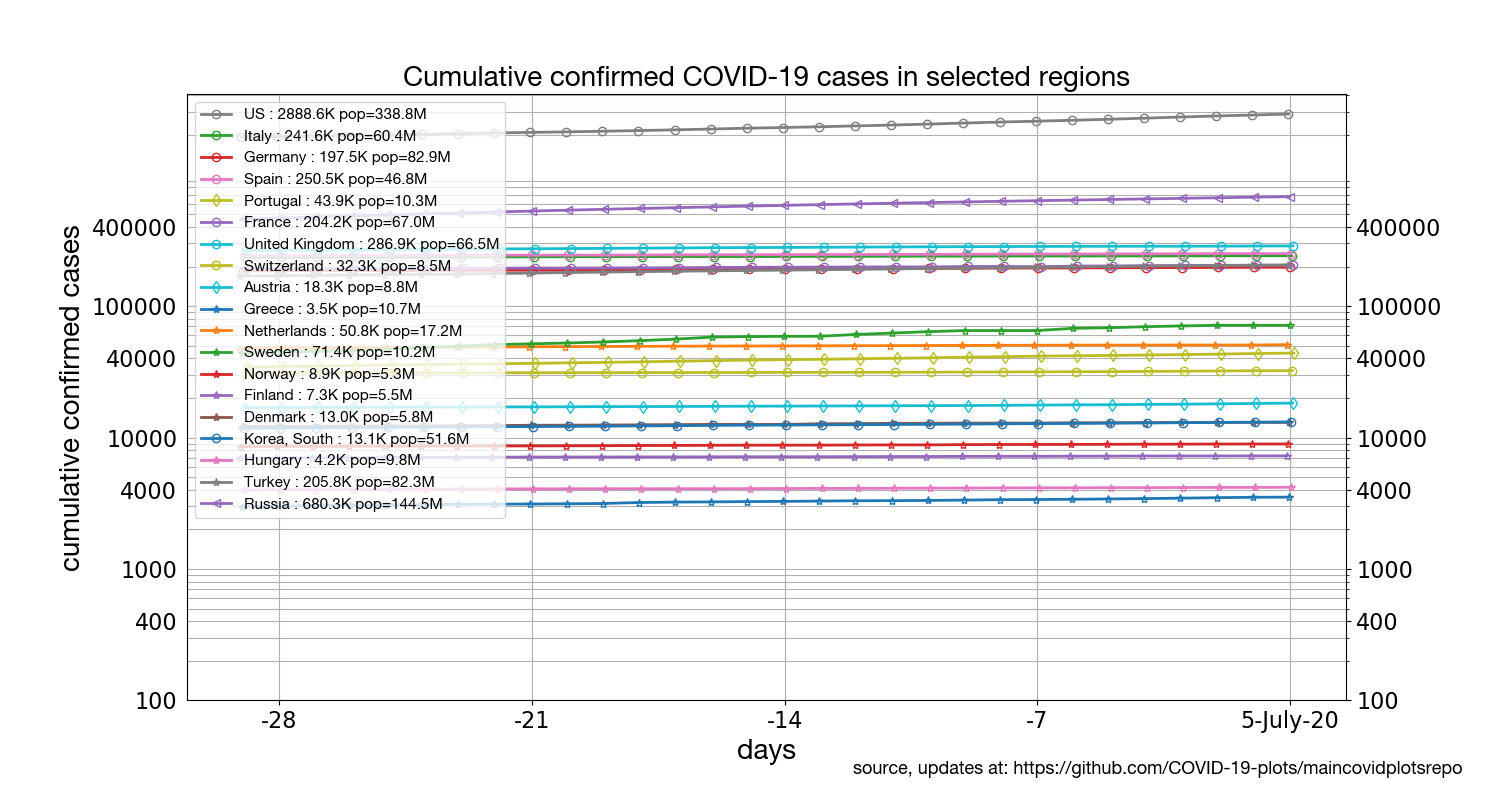 Cumulative confirmed COVID-19 cases in selected regions
US : 2888.6K pop=338.8M
Italy : 241.6K pop=60.4M
Germany : 197.5K pop=82.9M
Spain : 250.5K pop=46.8M
Portugal : 43.9K pop=10.3M
France : 204.2K pop=67.0M
United Kingdom : 286.9K pop=66.5M
Switzerland : 32.3K pop=8.5M
Austria : 18.3K pop=8.8M
Greece : 3.5K pop=10.7M
Netherlands : 50.8K pop=17.2M
Sweden : 71.4K pop=10.2M
Norway : 8.9K pop=5.3M
Finland : 7.3K pop=5.5M
Denmark : 13.0K pop=5.8M
Korea, South : 13.1K pop=51.6M
Hungary : 4.2K pop=9.8M
Turkey : 205.8K pop=82.3M
Russia : 680.3K pop=144.5M
cumulative confirmed cases
400000
100000
40000
10000
4000
1000
400
100
400000
100000
40000
10000
4000
1000
400
100
-28 -21 -14 -7 5-July-20
days
source, updates at: https://github.com/COVID-19-plots/maincovidplotsrepo